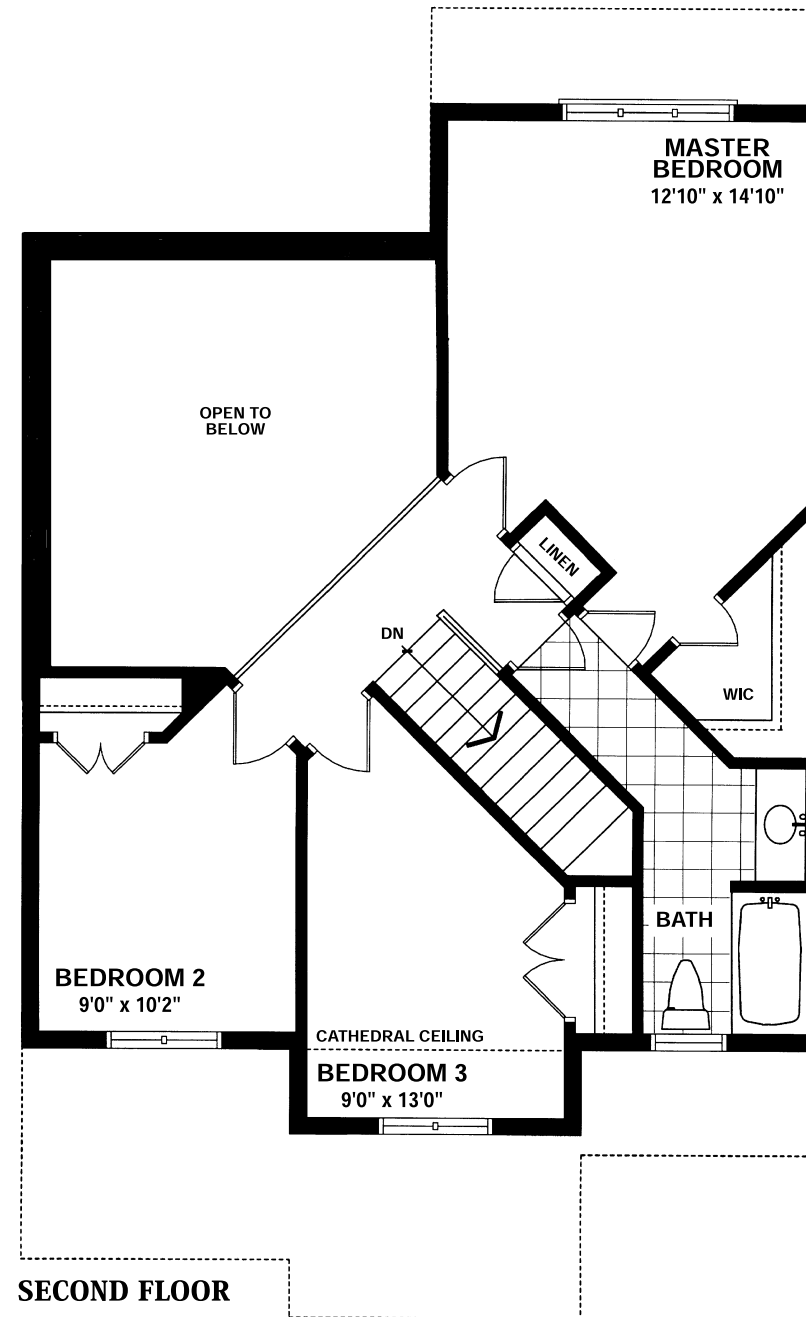 MASTER
BEDROOM
12'10" x 14'10"
OPEN TO
BELOW
LINEN
DN
WIC
BATH
BEDROOM 2
9'0" x 10'2"
CATHEDRAL CEILING
BEDROOM 3
9'0" x 13'0"
SECOND FLOOR